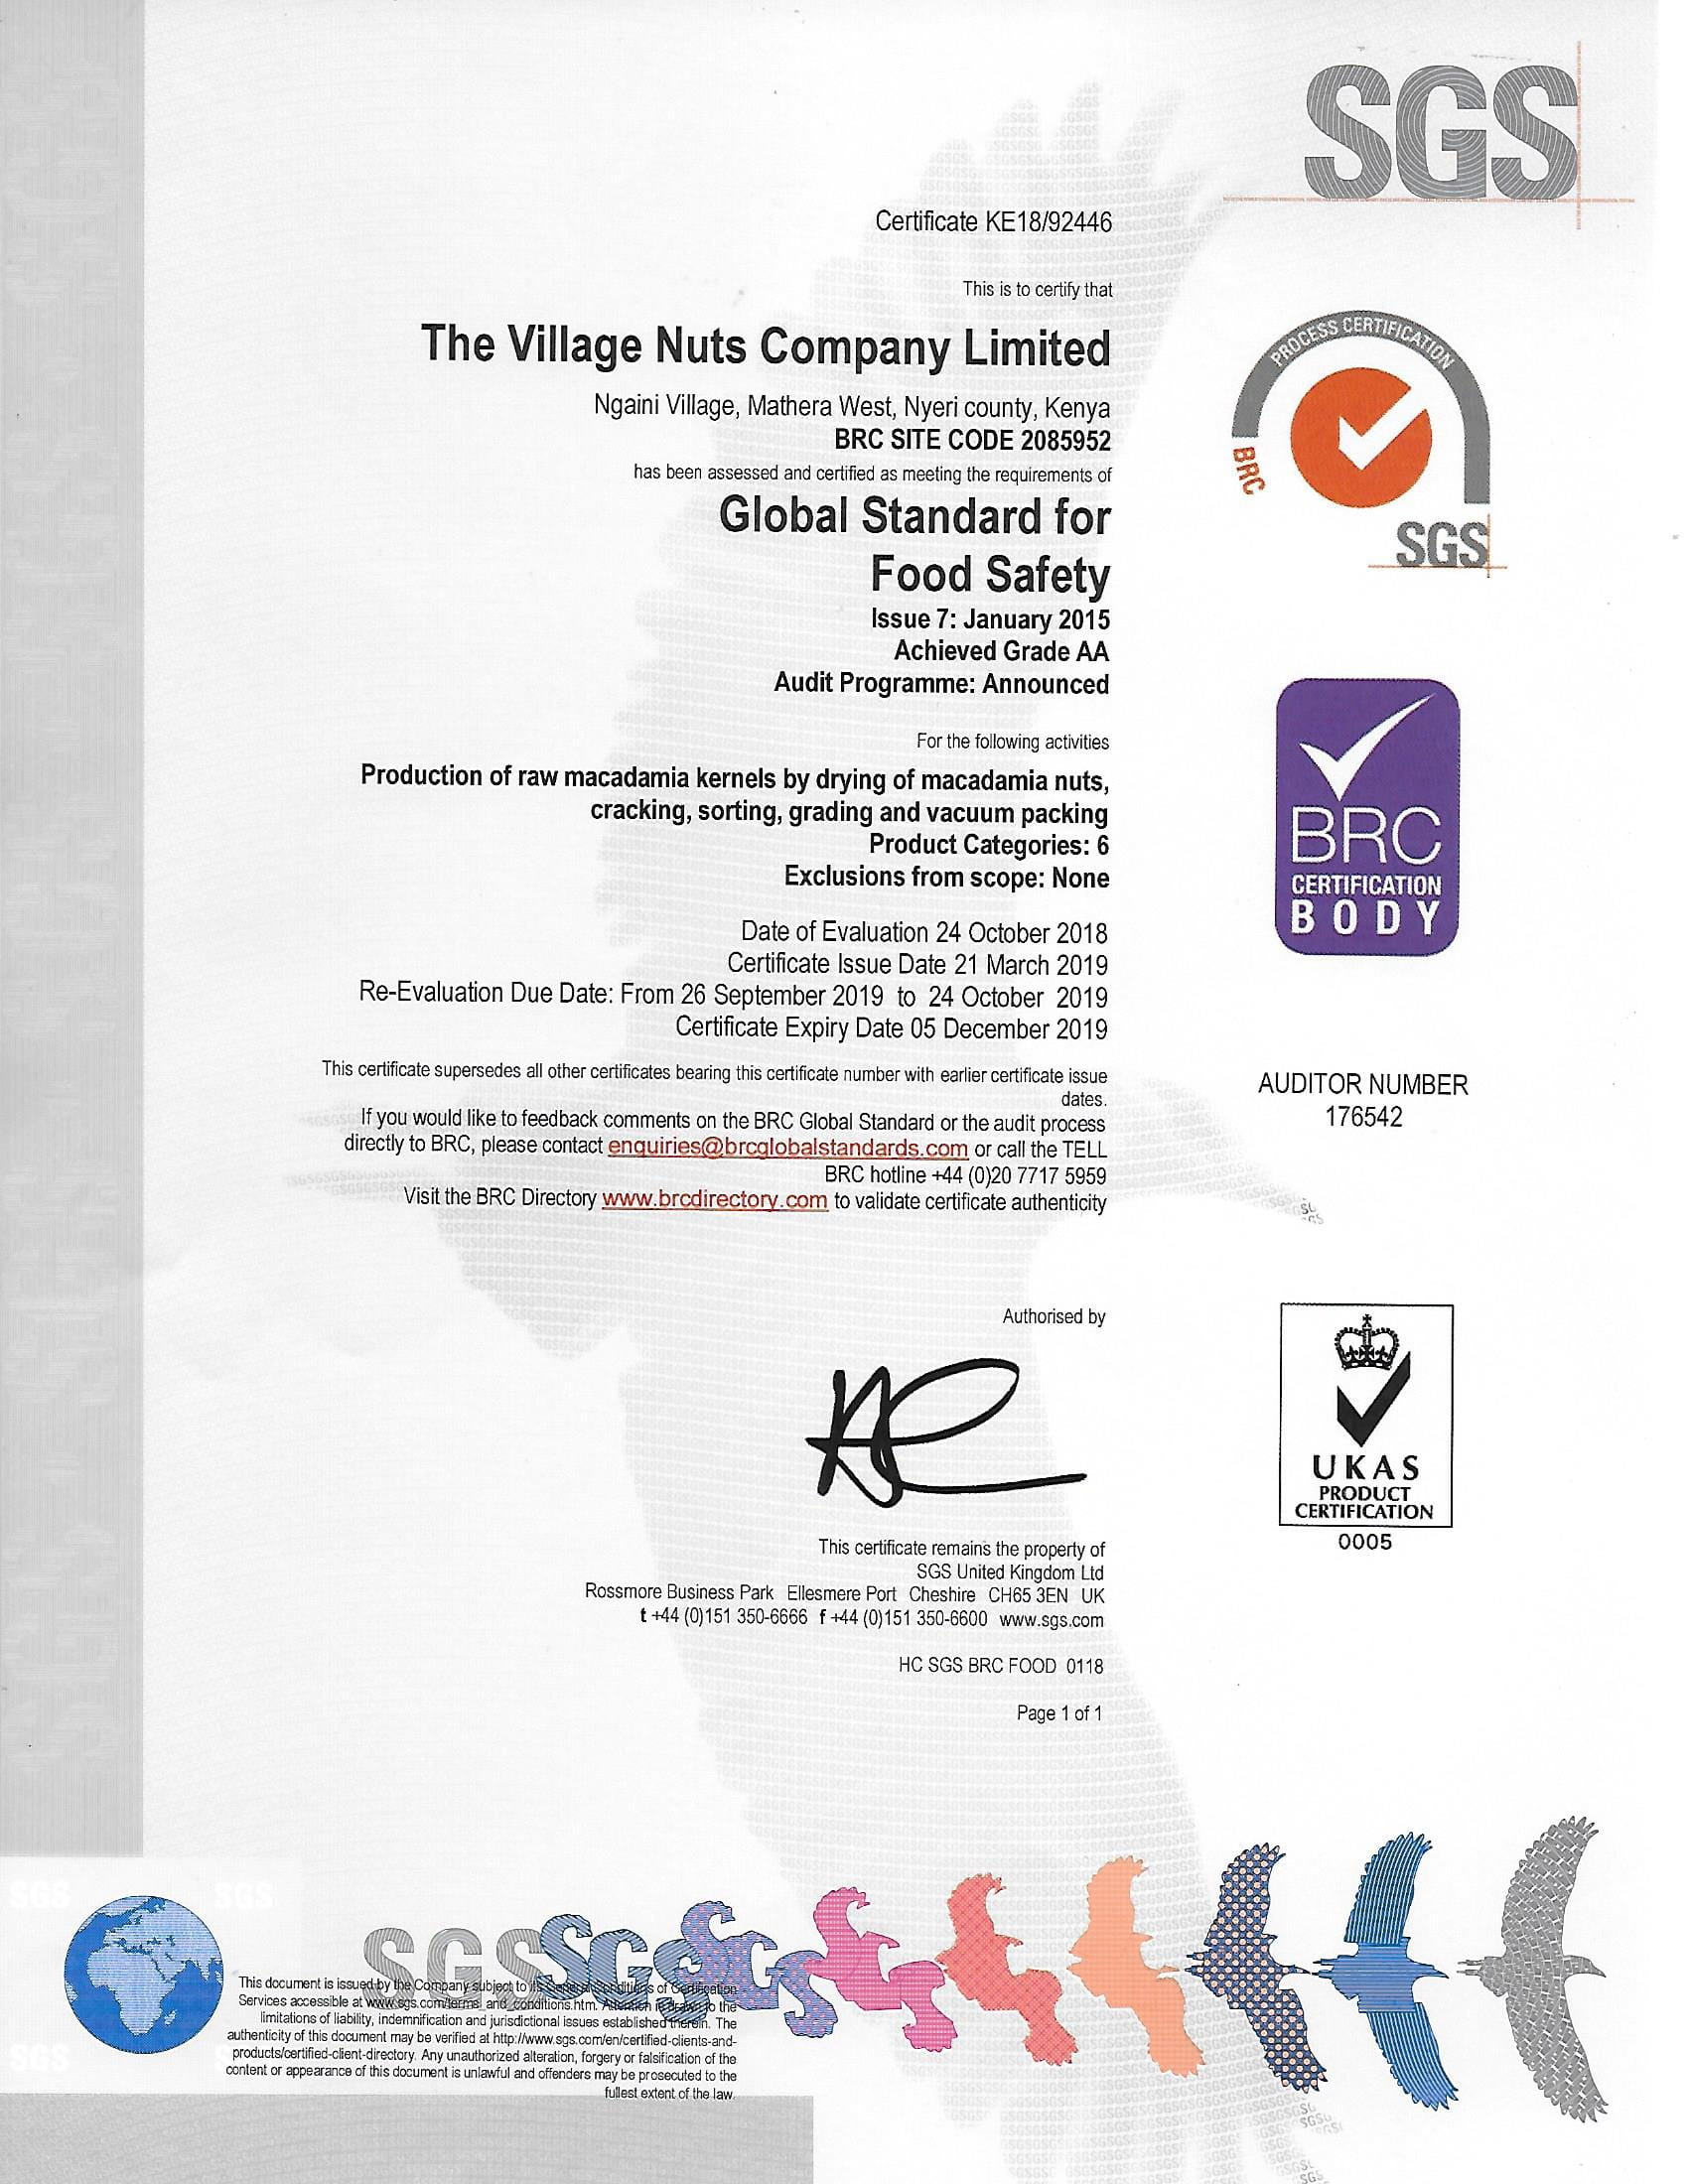 SGS
Certificate KE18/92446
This is to certify that
The Village Nuts Company Limited
Ngaini Village, Mathera West, Nyeri county, Kenya
BRC SITE CODE 2085952
has been assessed and certified as meeting the requirements of
Global Standard for
Food Safety
Issue 7: January 2015
Achieved Grade AA
Audit Programme: Announced
For the following activities
Production of raw macadamia kernels by drying of macadamia nuts,
cracking, sorting, grading and vacuum packing
Product Categories: 6
Exclusions from scope: None
Date of Evaluation 24 October 2018
Certificate Issue Date 21 March 2019
Re-Evaluation Due Date: From 26 September 2019 to 24 October 2019
Certificate Expiry Date 05 December 2019
This certificate supersedes all other certificates bearing this certificate number with earlier certificate issue
dates.
If you would like to feedback comments on the BRC Global Standard or the audit process
directly to BRC, please contact enquiries@brcglobalstandards.com or call the TELL
BRC hotline +44 (0)20 7717 5959
Visit the BRC Directory www.brcdirectory.com to validate certificate authenticity
Authorised by
This certificate remains the property of
SGS United Kingdom Ltd
Rossmore Business Park Ellesmere Port Cheshire CH65 3EN UK
t +44 (0)151 350-6666 f +44 (0)151 350-6600 www.sgs.com
HC SGS BRC FOOD 0118
Page 1 of 1
PROCESS CERTIFICATION
BRC
SGS
BRC
CERTIFICATION
BODY
AUDITOR NUMBER
176542
UKAS
PRODUCT
CERTIFICATION
0005
SGS SGS
SGS SGS SGS
This document is issued by the Company subject to its General Conditions of Certification
Services accessible at www.sgs.com/terms_and_conditions.htm. Attention is drawn to the
limitations of liability, indemnification and jurisdictional issues established therein. The
authenticity of this document may be verified at http://www.sgs.com/en/certified-clients-and-
products/certified-client-directory. Any unauthorized alteration, forgery or falsification of the
content or appearance of this document is unlawful and offenders may be prosecuted to the
fullest extent of the law.